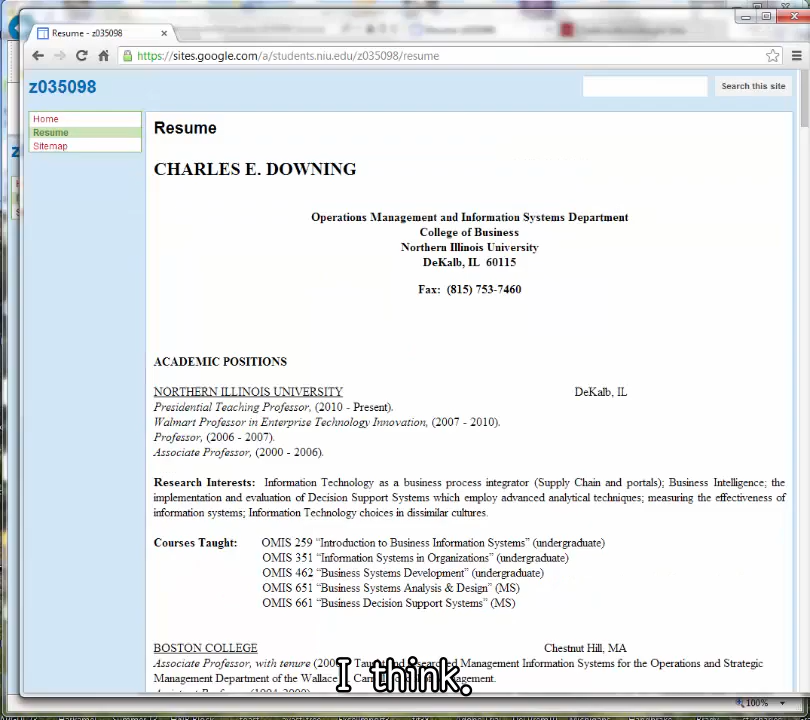 Resume - z035098
https://sites.google.com/a/students.niu.edu/z035098/resume
z035098
Search this site
Home
Resume
Sitemap
Resume
CHARLES E. DOWNING
Operations Management and Information Systems Department
College of Business
Northern Illinois University
DeKalb, IL 60115
Fax: (815) 753-7460
ACADEMIC POSITIONS
NORTHERN ILLINOIS UNIVERSITY DeKalb, IL
Presidential Teaching Professor, (2010 - Present).
Walmart Professor in Enterprise Technology Innovation, (2007 - 2010).
Professor, (2006 - 2007).
Associate Professor, (2000 - 2006).
Research Interests: Information Technology as a business process integrator (Supply Chain and portals); Business Intelligence; the
implementation and evaluation of Decision Support Systems which employ advanced analytical techniques; measuring the effectiveness of
information systems; Information Technology choices in dissimilar cultures.
Courses Taught: OMIS 259 “Introduction to Business Information Systems” (undergraduate)
OMIS 351 “Information Systems in Organizations” (undergraduate)
OMIS 462 “Business Systems Development” (undergraduate)
OMIS 651 “Business Systems Analysis & Design” (MS)
OMIS 661 “Business Decision Support Systems” (MS)
BOSTON COLLEGE Chestnut Hill, MA
Associate Professor, with tenure Management Information Systems for the Operations and Strategic
Management Department of the Wallace
I think.
100%